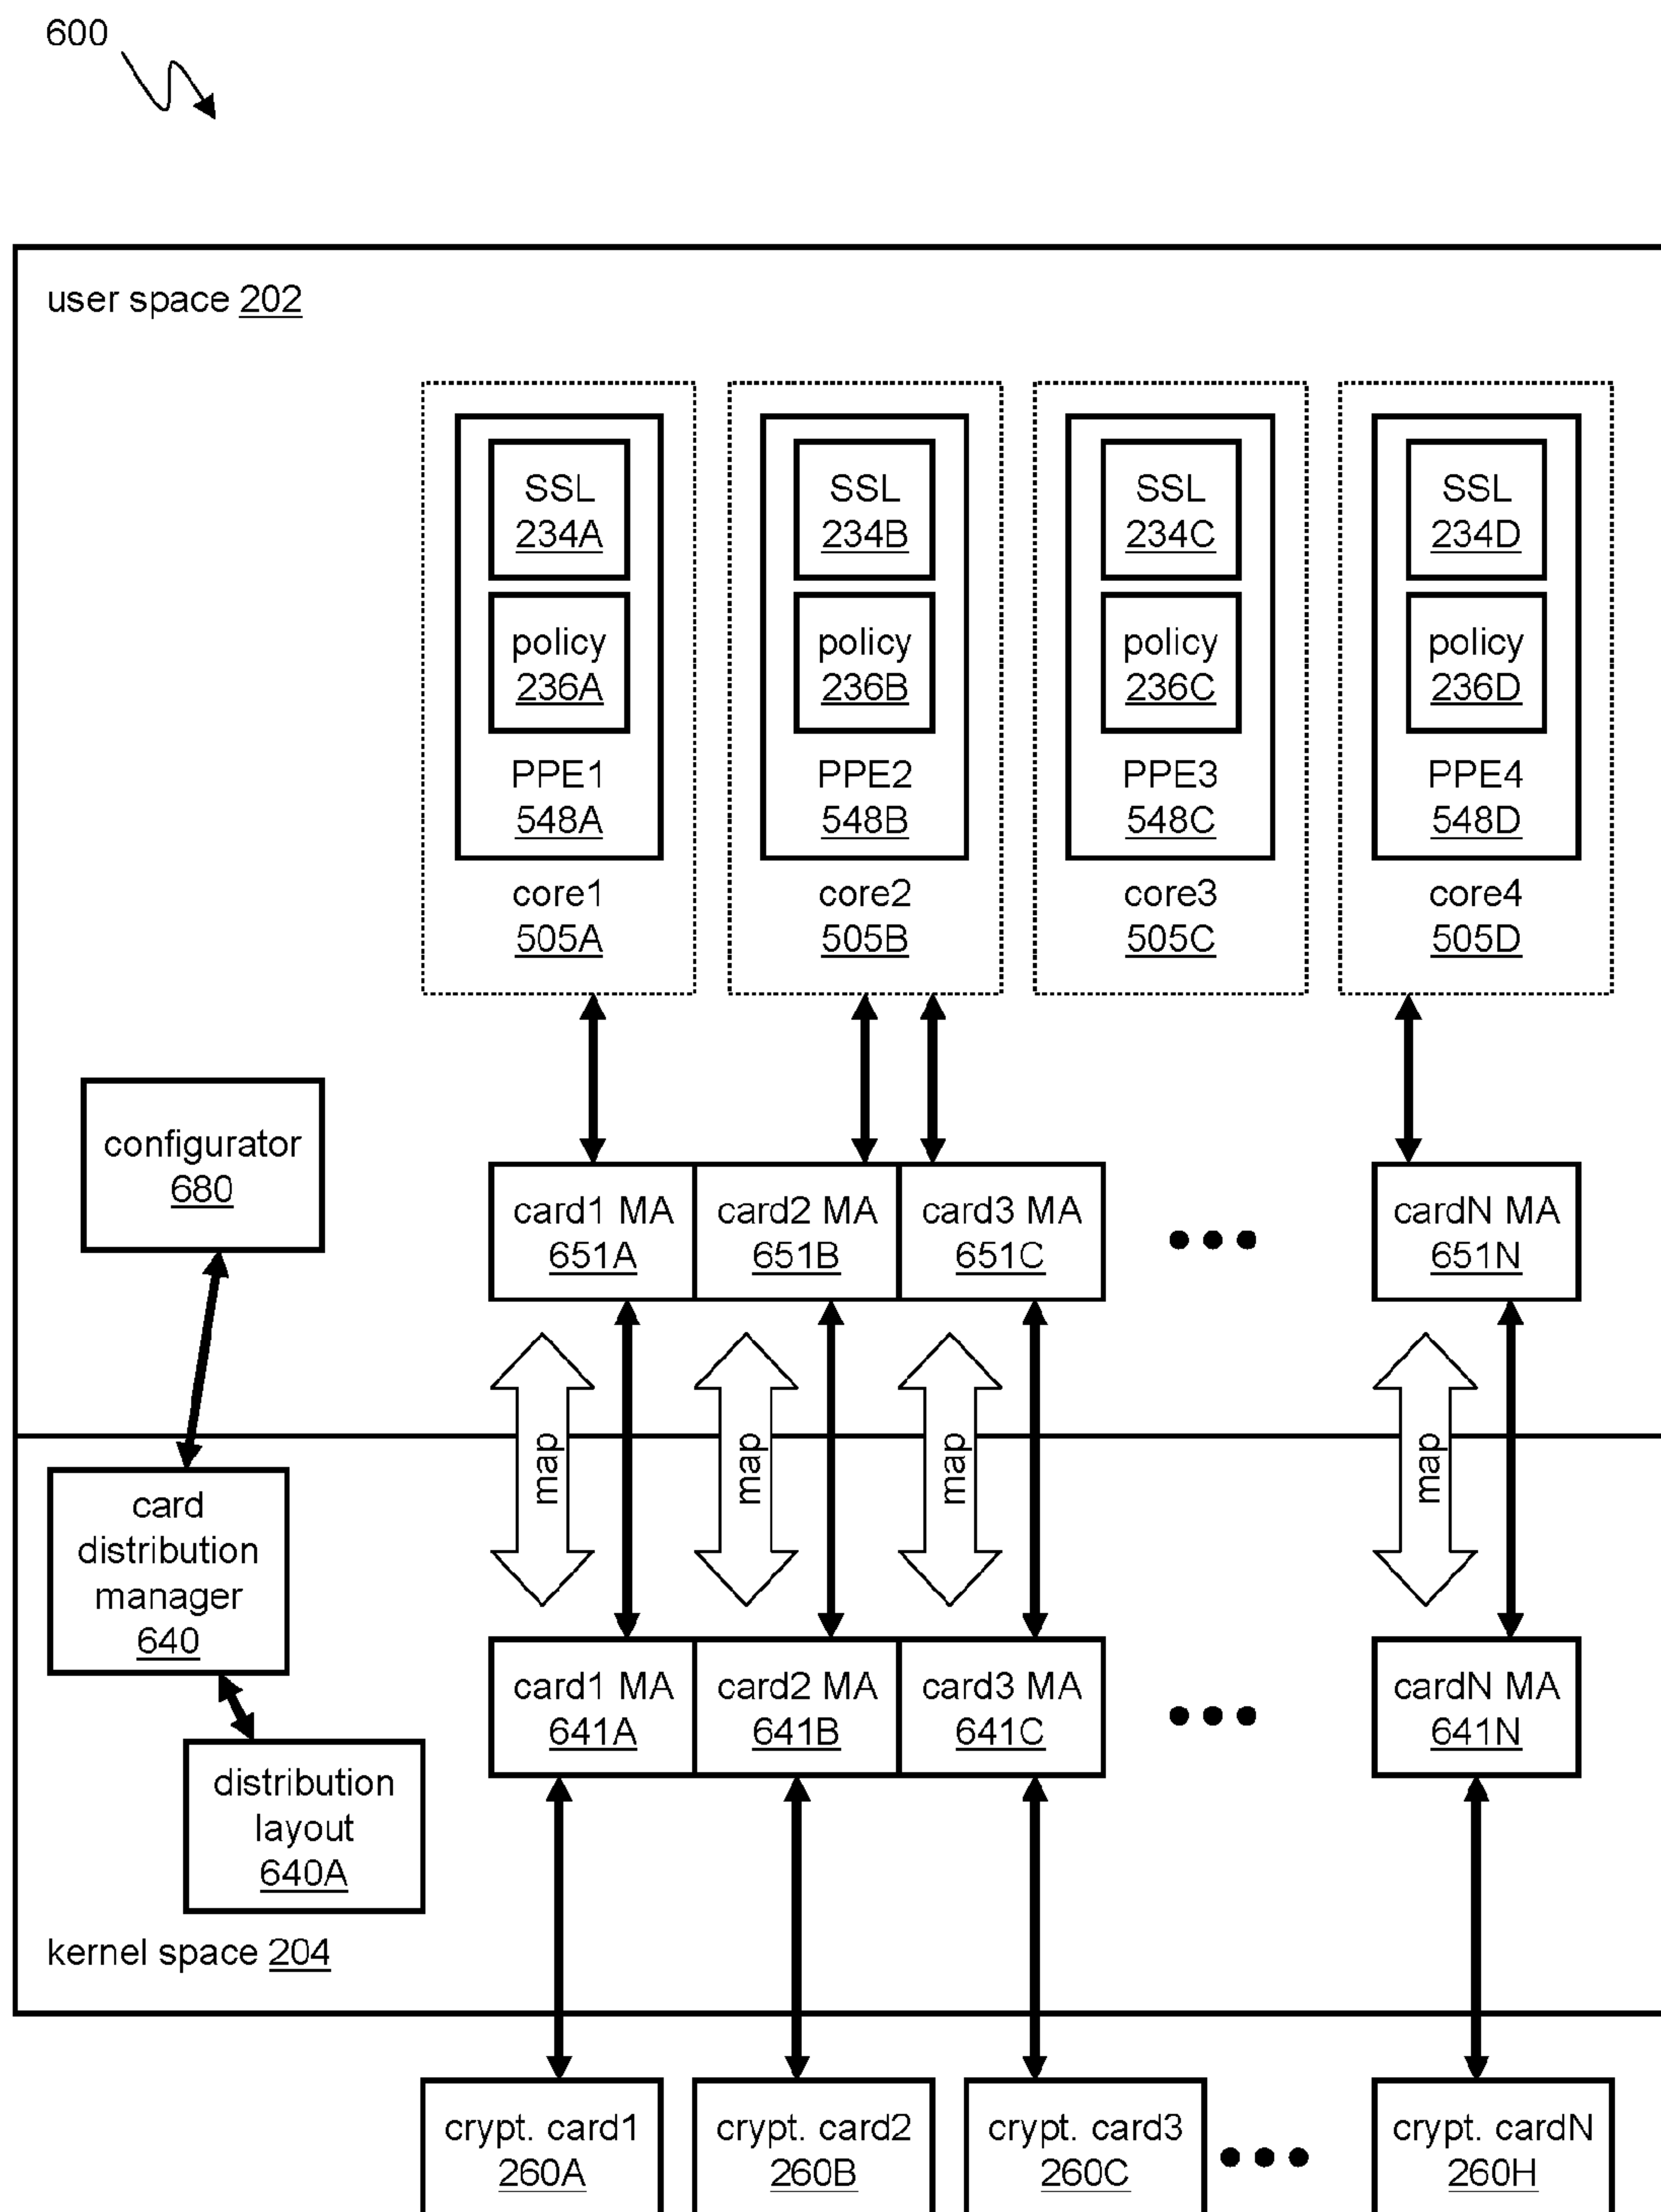 600
user space 202
SSL SSL SSL SSL
234A 234B 234C 234D
policy policy policy policy
236A 236B 236C 236D
PPE1 PPE2 PPE3 PPE4
548A 548B 548C 548D
core1 core2 core3 core4
505A 505B 505C 505D
configurator
680
card1 MA card2 MA card3 MA cardN MA
651A 651B 651C 651N
map map map map
card
distribution
manager
640
card1 MA card2 MA card3 MA cardN MA
641A 641B 641C 641N
distribution
layout
640A
kernel space 204
crypt. card1 crypt. card2 crypt. card3 crypt. cardN
260A 260B 260C 260H